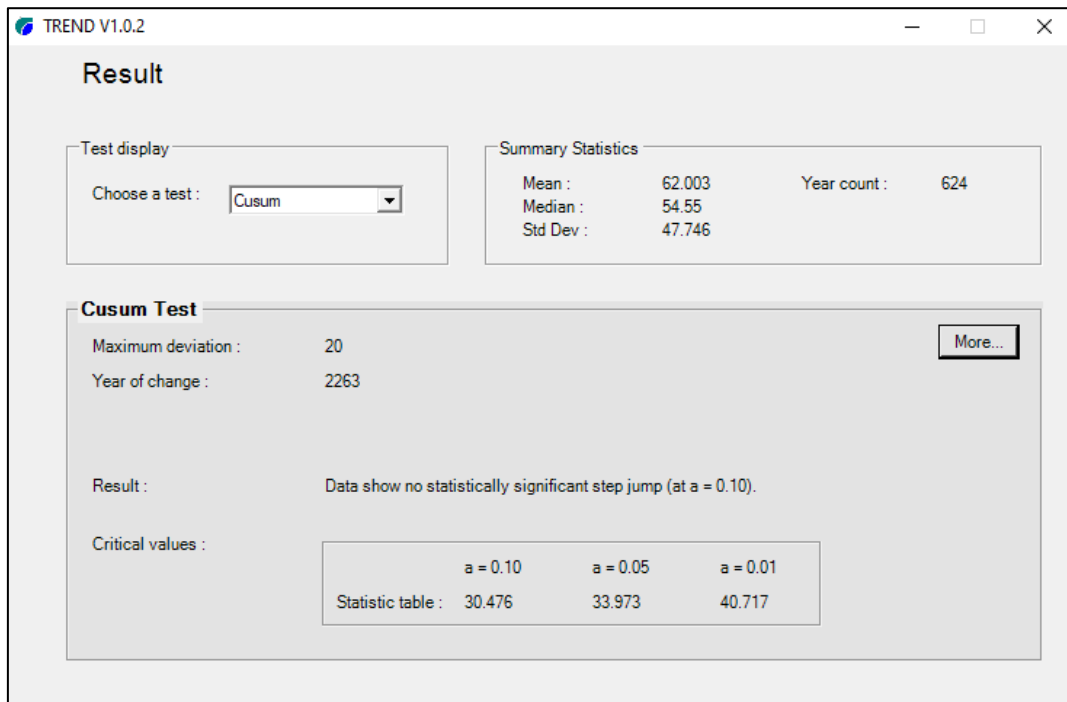 TREND V1.0.2
Result
Test display
Choose a test : Cusum
Summary Statistics
Mean : 62.003 Year count : 624
Median : 54.55
Std Dev : 47.746
Cusum Test
More...
Maximum deviation : 20
Year of change : 2263
Result : Data show no statistically significant step jump (at a = 0.10).
Critical values :
a = 0.10 a = 0.05 a = 0.01
Statistic table : 30.476 33.973 40.717